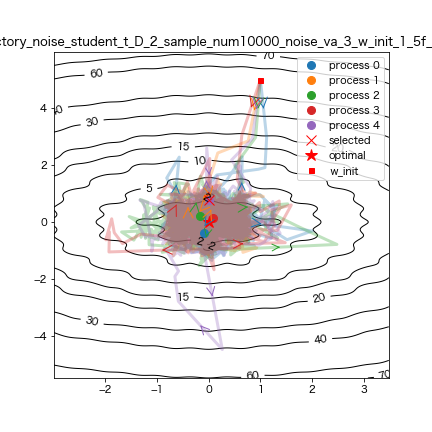 ctory_noise_student_t_D_2_sample_num10000_noise_va_3_w_init_1_5f_
70
60
process 0
process 1
process 2
process 3
process 4
selected
optimal
w_init
30
15
10
5
2
2
2
15
20
30
40
60
70
4
2
0
−2
−4
−2
−1
0
1
2
3